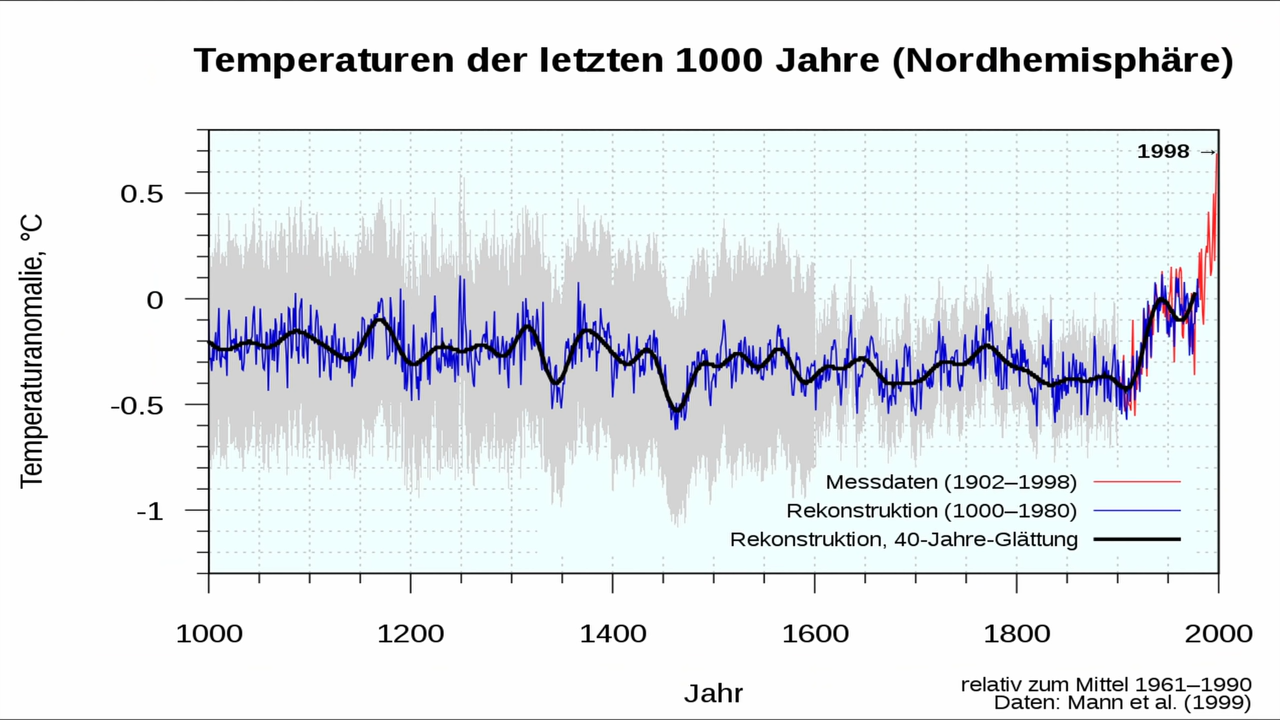 Temperaturen der letzten 1000 Jahre (Nordhemisphäre)
1998 →
0.5
0
-0.5
-1
Temperaturanomalie, °C
Messdaten (1902–1998)
Rekonstruktion (1000–1980)
Rekonstruktion, 40-Jahre-Glättung
1000 1200 1400 1600 1800 2000
Jahr
relativ zum Mittel 1961–1990
Daten: Mann et al. (1999)